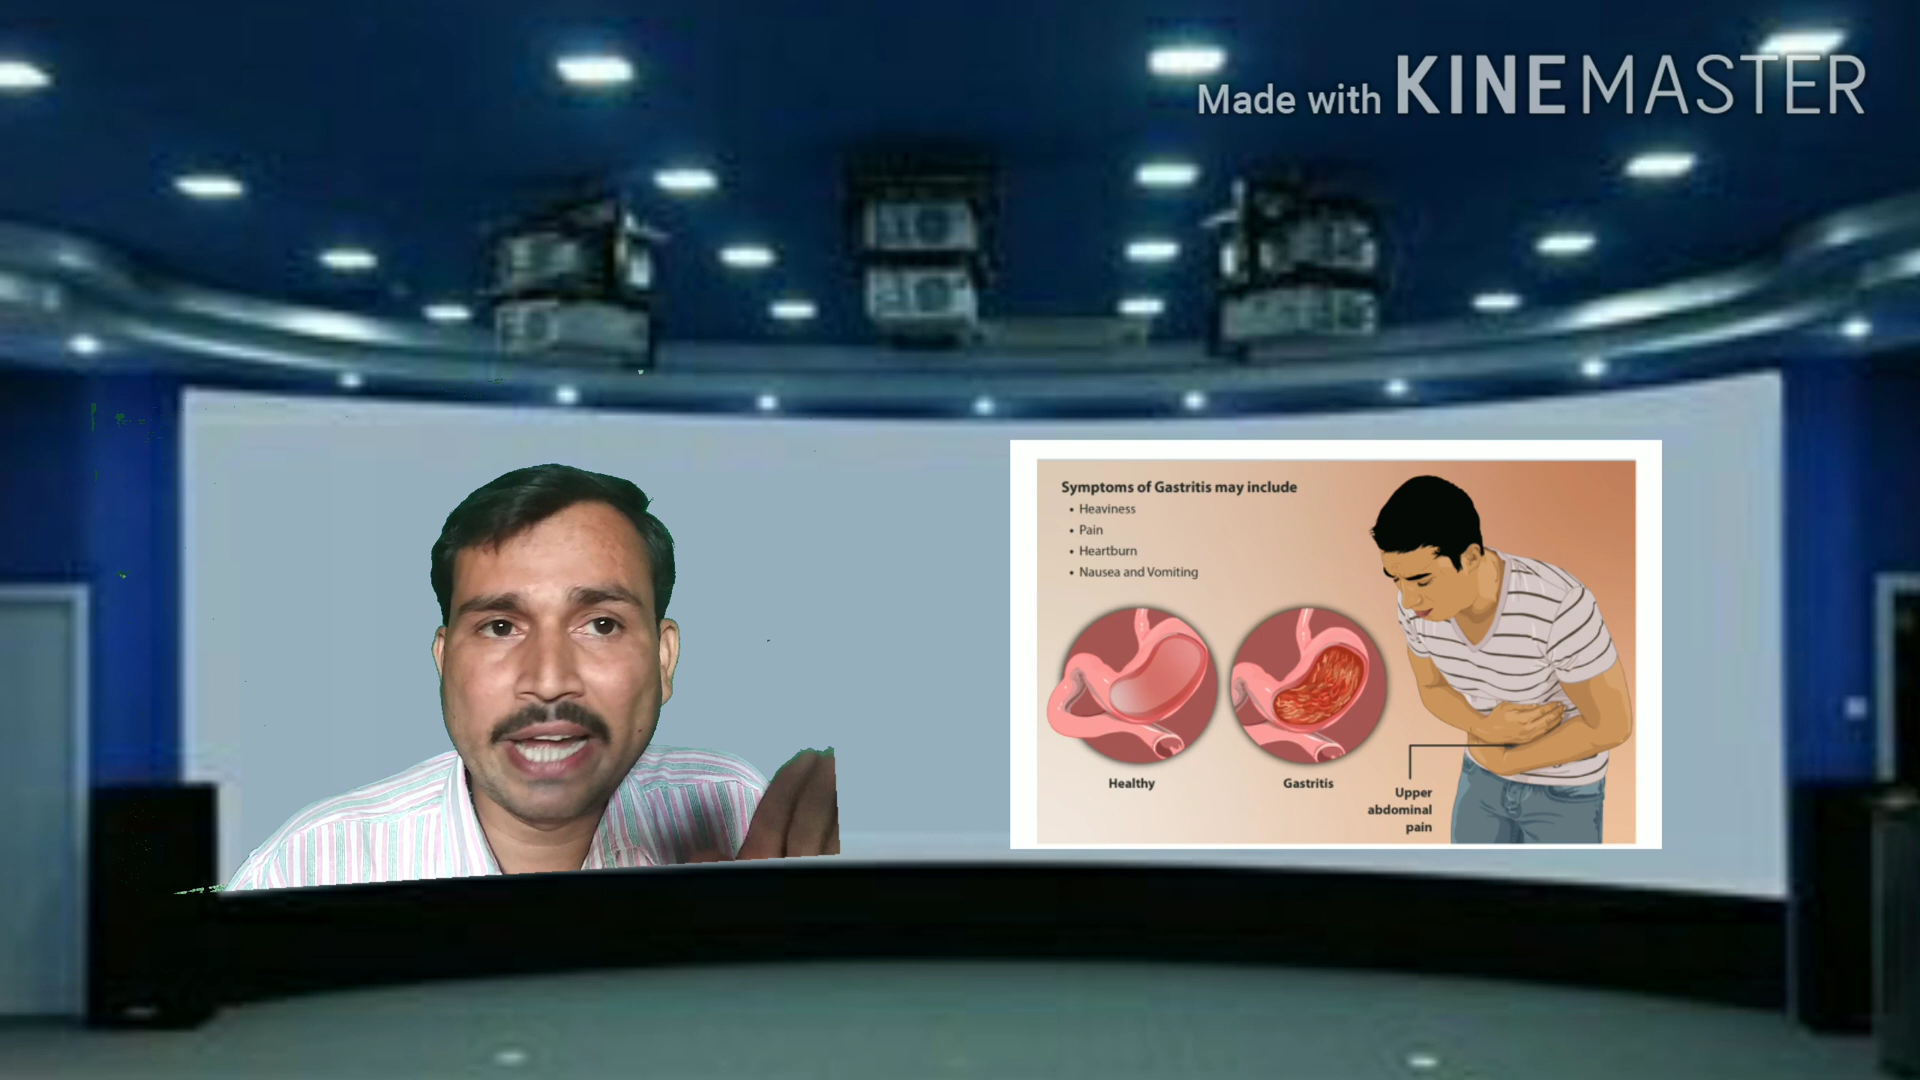 Made with KINEMASTER
Symptoms of Gastritis may include
• Heaviness
• Pain
• Heartburn
• Nausea and Vomiting
Healthy
Gastritis
Upper
abdominal
pain